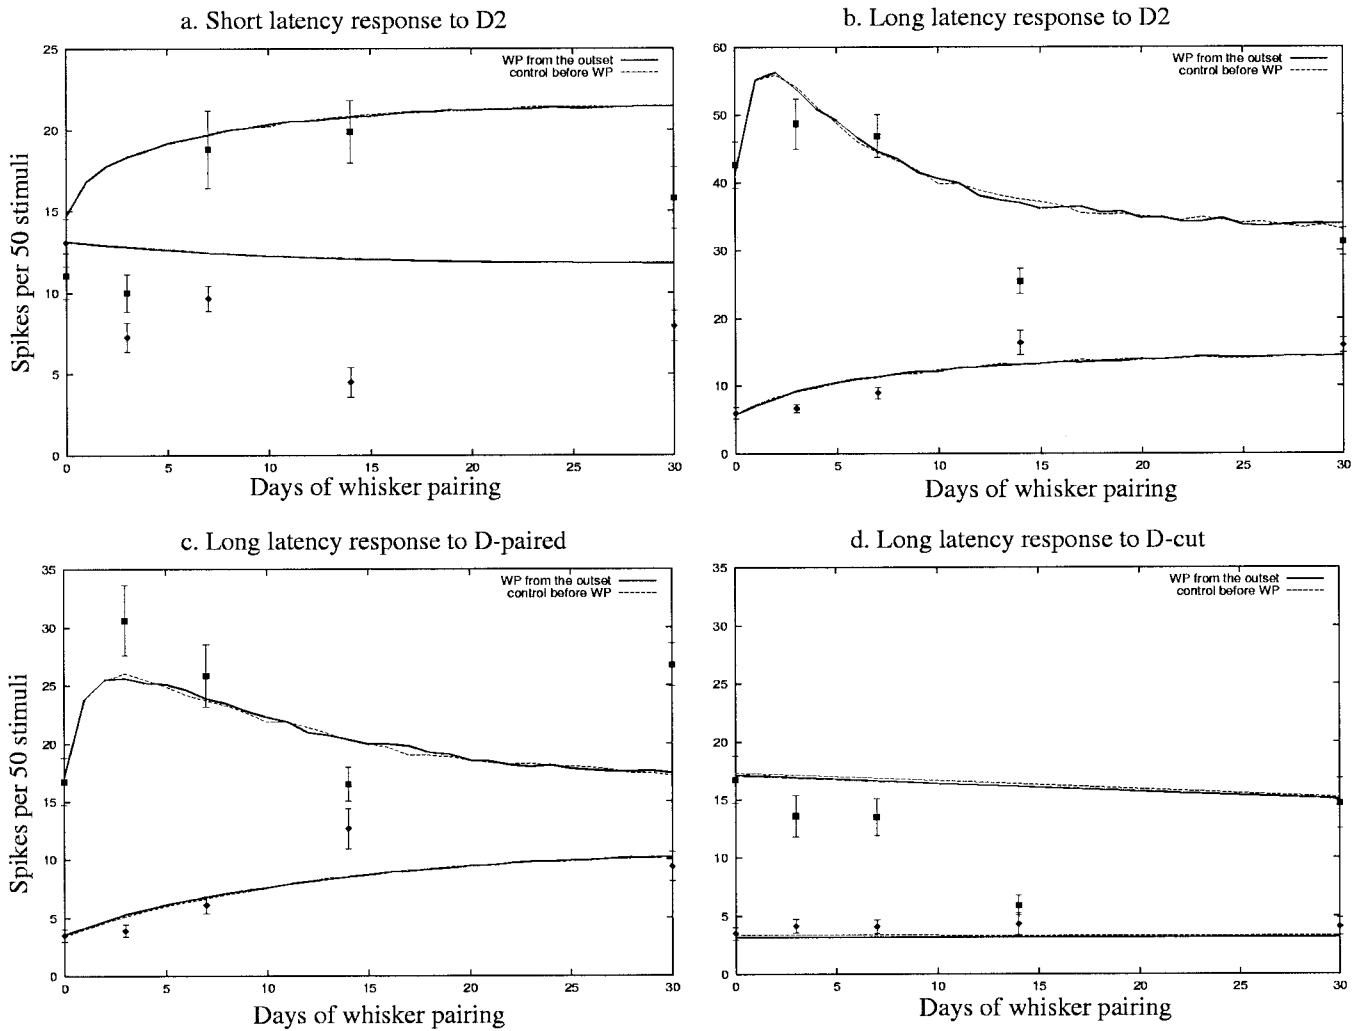 a. Short latency response to D2
25
20
15
10
5
0
0 5 10 15 20 25 30
WP from the outset
control before WP
Spikes per 50 stimuli
Days of whisker pairing
b. Long latency response to D2
60
50
40
30
20
10
0
0 5 10 15 20 25 30
WP from the outset
control before WP
Days of whisker pairing
c. Long latency response to D-paired
35
30
25
20
15
10
5
0
0 5 10 15 20 25 30
WP from the outset
control before WP
Spikes per 50 stimuli
Days of whisker pairing
d. Long latency response to D-cut
35
30
25
20
15
10
5
0
0 5 10 15 20 25 30
WP from the outset
control before WP
Days of whisker pairing